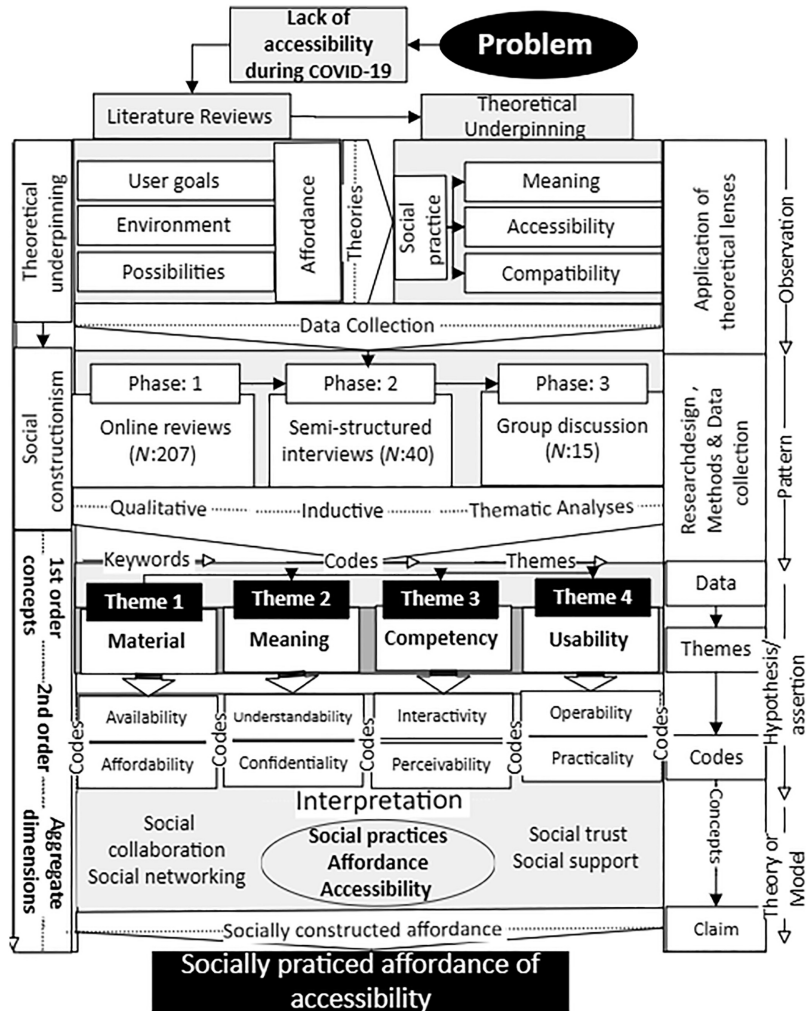 Lack of
accessibility
during COVID-19
Problem
Literature Reviews
Theoretical
Underpinning
Theoretical
underpinning
User goals
Environment
Possibilities
Affordance
Theories
Social
practice
Meaning
Accessibility
Compatibility
Application of
theoretical lenses
Observation
Data Collection
Social
constructionism
Phase: 1
Online reviews
(N:207)
Phase: 2
Semi-structured
interviews (N:40)
Phase: 3
Group discussion
(N:15)
Researchdesign ,
Methods & Data
collection
Pattern
Qualitative Inductive Thematic Analyses
Keywords Codes Themes
1st order
concepts
Theme 1
Material
Theme 2
Meaning
Theme 3
Competency
Theme 4
Usability
Data
Themes
Codes
Hypothesis/
assertion
2nd order
Codes
Availability
Affordability
Codes
Understandability
Confidentiality
Codes
Interactivity
Perceivability
Codes
Operability
Practicality
Codes
Interpretation
Aggregate
dimensions
Social
collaboration
Social networking
Social practices
Affordance
Accessibility
Social trust
Social support
Concepts
Theory or
Model
Claim
Socially constructed affordance
Socially praticed affordance of
accessibility